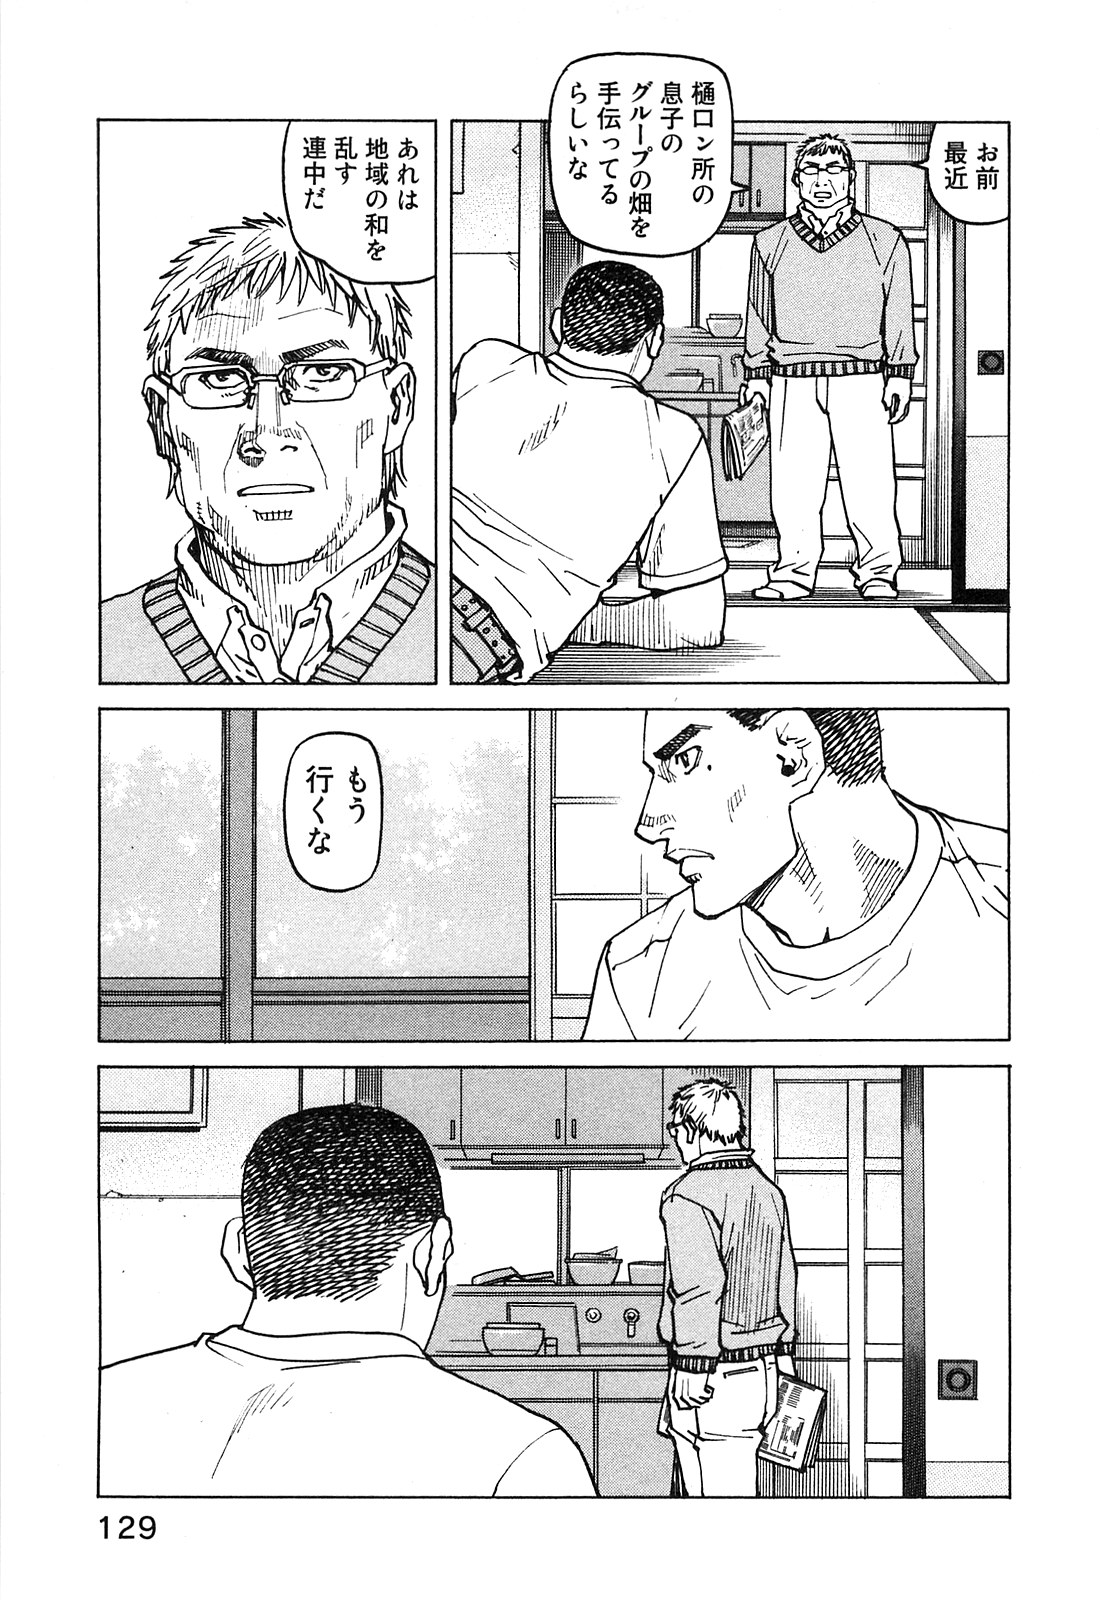 お前
最近
樋口ン所の
息子の
グループの畑を
手伝ってる
らしいな
あれは
地域の和を
乱す
連中だ
もう
行くな
129